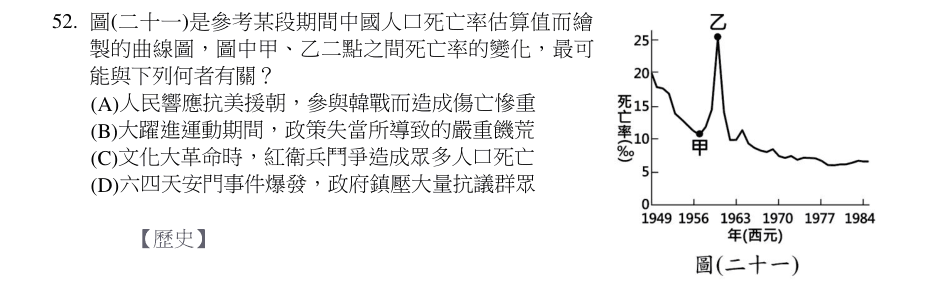 52. 圖(二十一)是參考某段期間中國人口死亡率估算值而繪
製的曲線圖，圖中甲、乙二點之間死亡率的變化，最可
能與下列何者有關？
(A)人民響應抗美援朝，參與韓戰而造成傷亡慘重
(B)大躍進運動期間，政策失當所導致的嚴重饑荒
(C)文化大革命時，紅衛兵鬥爭造成眾多人口死亡
(D)六四天安門事件爆發，政府鎮壓大量抗議群眾
【歷史】
死亡率(‰)
25
20
15
10
5
0
乙
甲
1949 1956 1963 1970 1977 1984
年(西元)
圖(二十一)